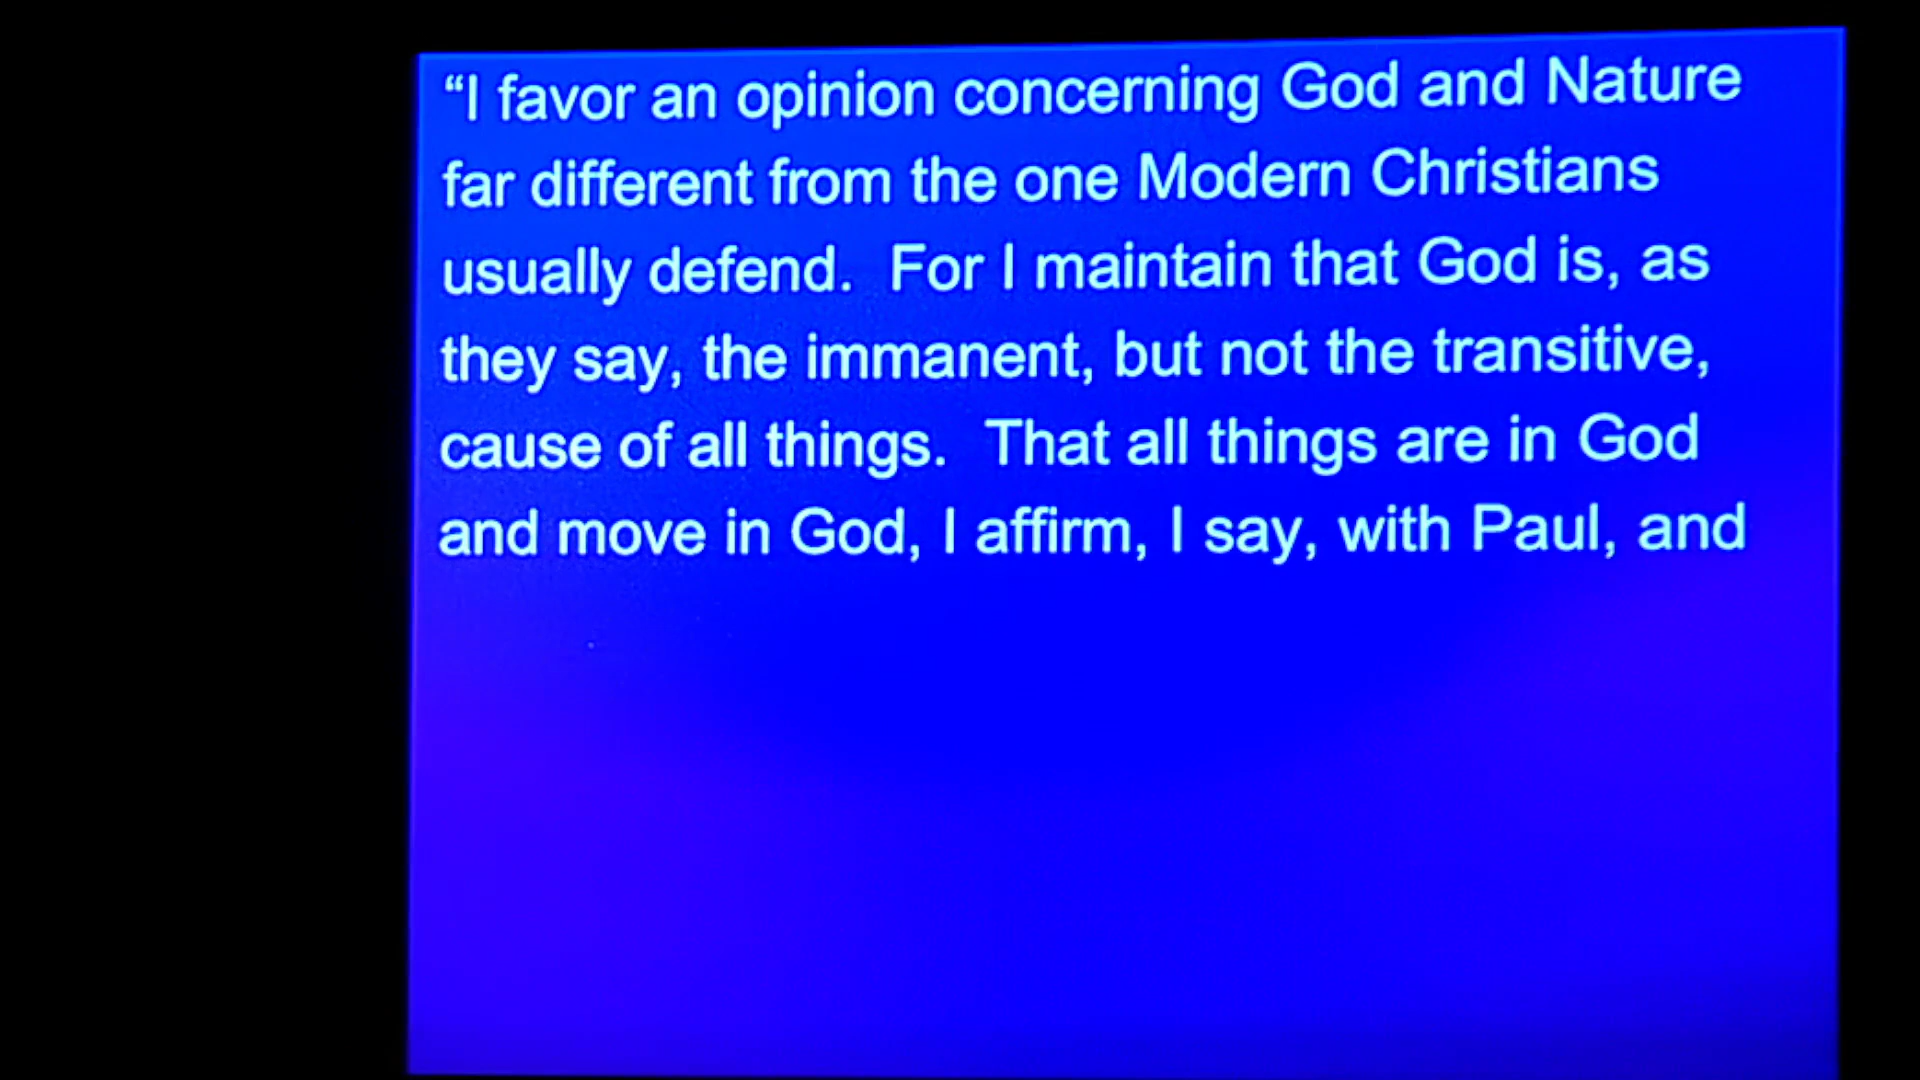 “I favor an opinion concerning God and Nature
far different from the one Modern Christians
usually defend.  For I maintain that God is, as
they say, the immanent, but not the transitive,
cause of all things.  That all things are in God
and move in God, I affirm, I say, with Paul, and